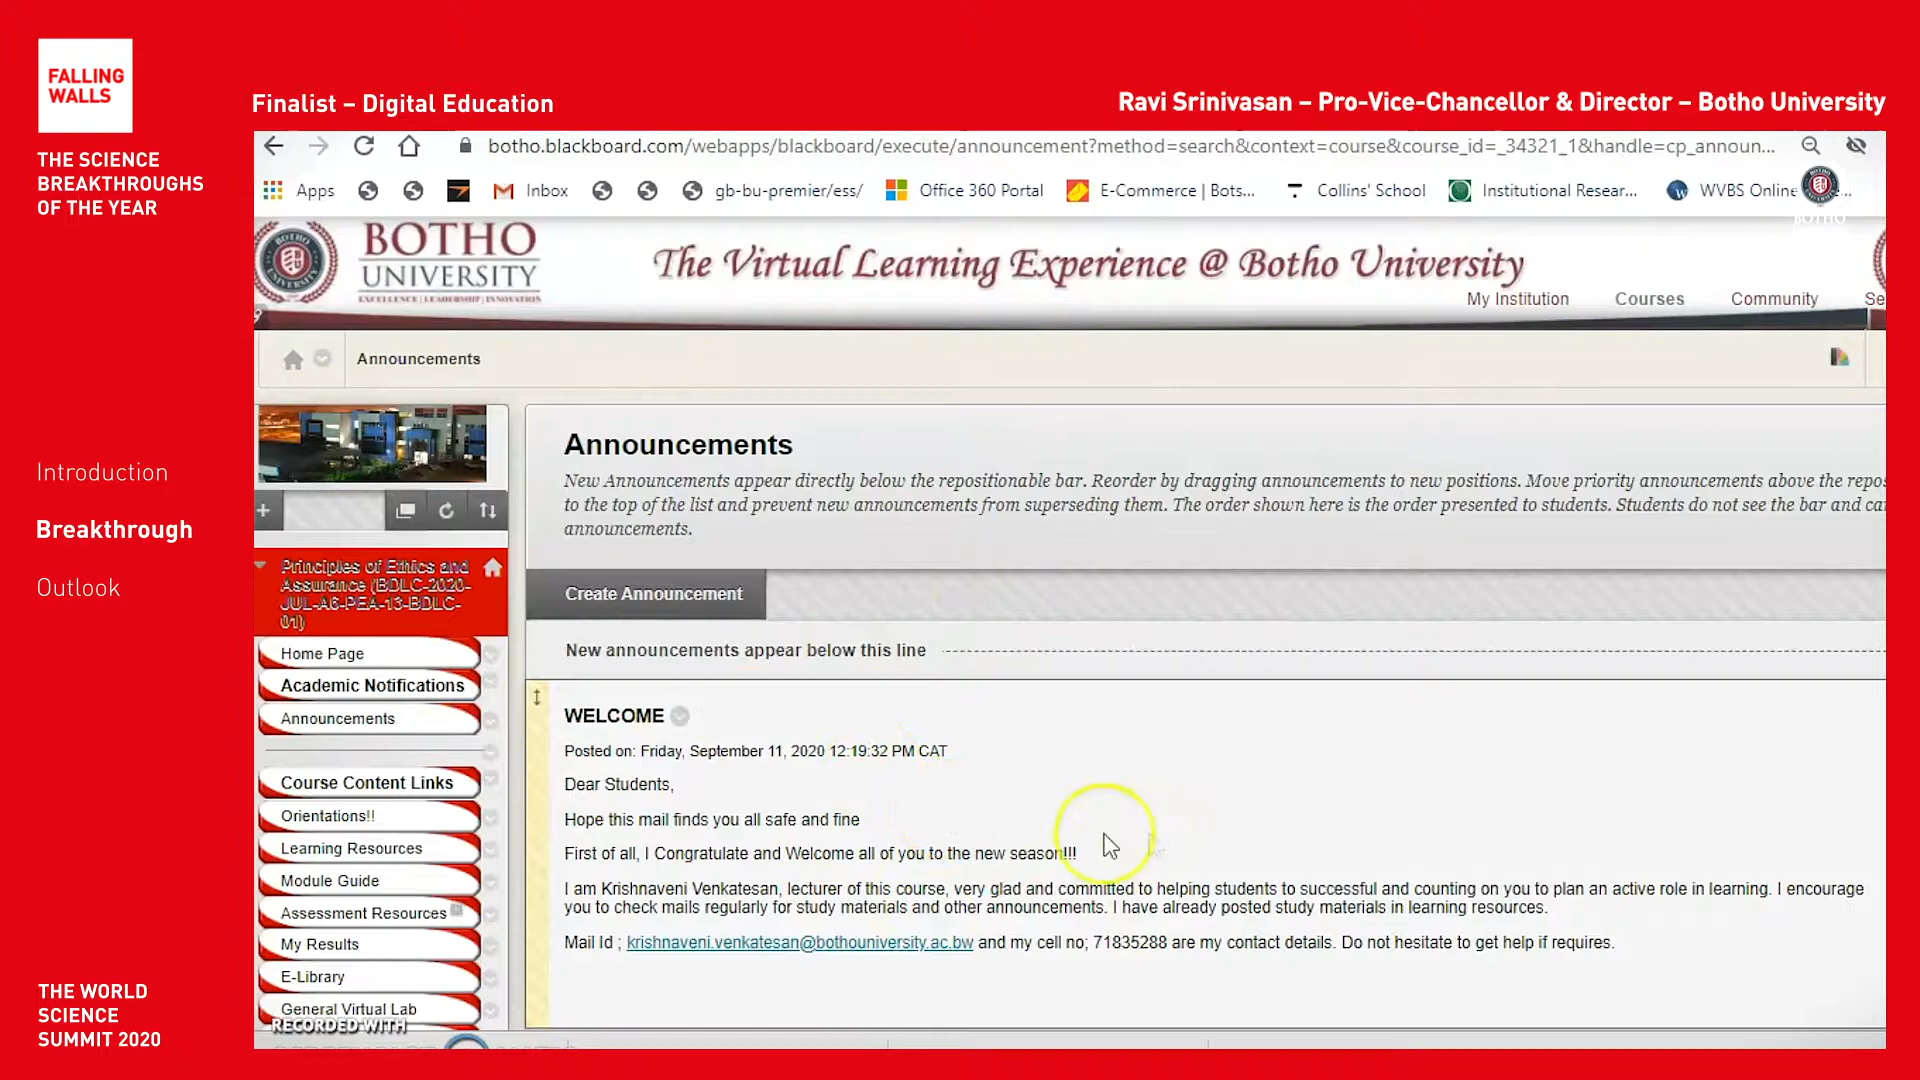 FALLING
WALLS
THE SCIENCE
BREAKTHROUGHS
OF THE YEAR
Finalist – Digital Education
Ravi Srinivasan – Pro-Vice-Chancellor & Director – Botho University
Introduction
Breakthrough
Outlook
THE WORLD
SCIENCE
SUMMIT 2020
botho.blackboard.com/webapps/blackboard/execute/announcement?method=search&context=course&course_id=_34321_1&handle=cp_announ...
Apps Inbox gb-bu-premier/ess/ Office 360 Portal E-Commerce | Bots... Collins' School Institutional Resear... WVBS Online
BOTHO
BOTHO
UNIVERSITY
EXCELLENCE | LEADERSHIP | INNOVATION
The Virtual Learning Experience @ Botho University
My Institution Courses Community Se
Announcements
Principles of Ethics and
Assurance (BDLC-2020-
JUL-A6-PEA-13-BDLC-
01)
Home Page
Academic Notifications
Announcements
Course Content Links
Orientations!!
Learning Resources
Module Guide
Assessment Resources
My Results
E-Library
General Virtual Lab
RECORDED WITH
Announcements
New Announcements appear directly below the repositionable bar. Reorder by dragging announcements to new positions. Move priority announcements above the repos
to the top of the list and prevent new announcements from superseding them. The order shown here is the order presented to students. Students do not see the bar and ca
announcements.
Create Announcement
New announcements appear below this line
WELCOME
Posted on: Friday, September 11, 2020 12:19:32 PM CAT
Dear Students,
Hope this mail finds you all safe and fine
First of all, I Congratulate and Welcome all of you to the new season!!!
I am Krishnaveni Venkatesan, lecturer of this course, very glad and committed to helping students to successful and counting on you to plan an active role in learning. I encourage
you to check mails regularly for study materials and other announcements. I have already posted study materials in learning resources.
Mail Id ; krishnaveni.venkatesan@bothouniversity.ac.bw and my cell no; 71835288 are my contact details. Do not hesitate to get help if requires.